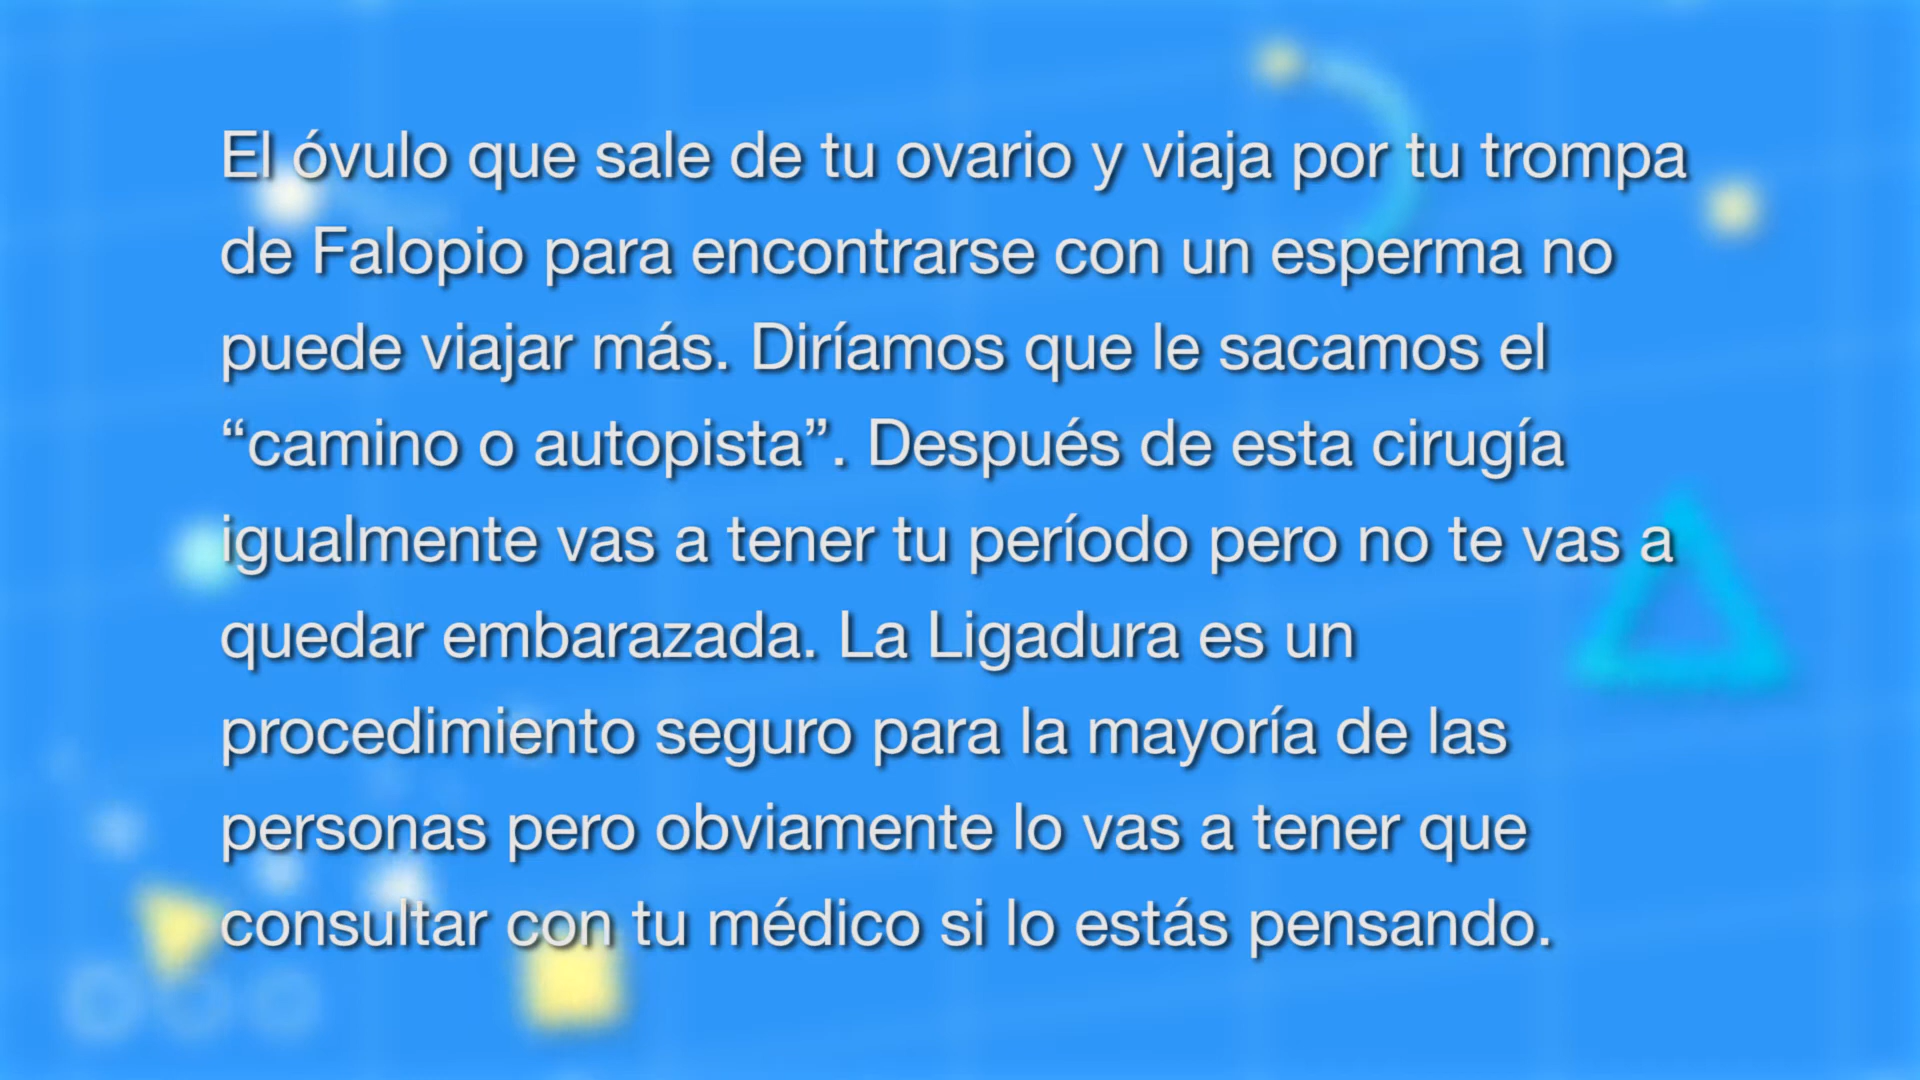 El óvulo que sale de tu ovario y viaja por tu trompa
de Falopio para encontrarse con un esperma no
puede viajar más. Diríamos que le sacamos el
“camino o autopista”. Después de esta cirugía
igualmente vas a tener tu período pero no te vas a
quedar embarazada. La Ligadura es un
procedimiento seguro para la mayoría de las
personas pero obviamente lo vas a tener que
consultar con tu médico si lo estás pensando.